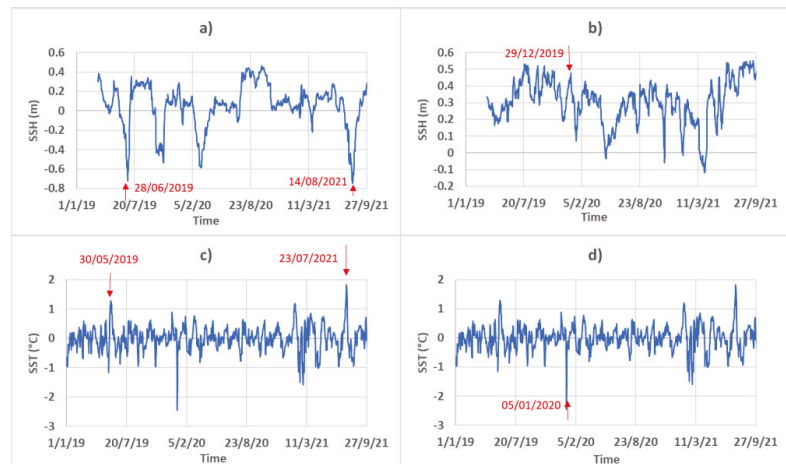 a)
0.6
0.4
0.2
0
-0.2
-0.4
-0.6
-0.8
SSH (m)
28/06/2019
14/08/2021
1/1/19 20/7/19 5/2/20 23/8/20 11/3/21 27/9/21
Time
b)
29/12/2019
0.6
0.5
0.4
0.3
0.2
0.1
0
-0.1
-0.2
SSH (m)
1/1/19 20/7/19 5/2/20 23/8/20 11/3/21 27/9/21
Time
c)
30/05/2019
23/07/2021
2
1
0
-1
-2
-3
SST (°C)
1/1/19 20/7/19 5/2/20 23/8/20 11/3/21 27/9/21
Time
d)
2
1
0
-1
-2
-3
SST (°C)
05/01/2020
1/1/19 20/7/19 5/2/20 23/8/20 11/3/21 27/9/21
Time